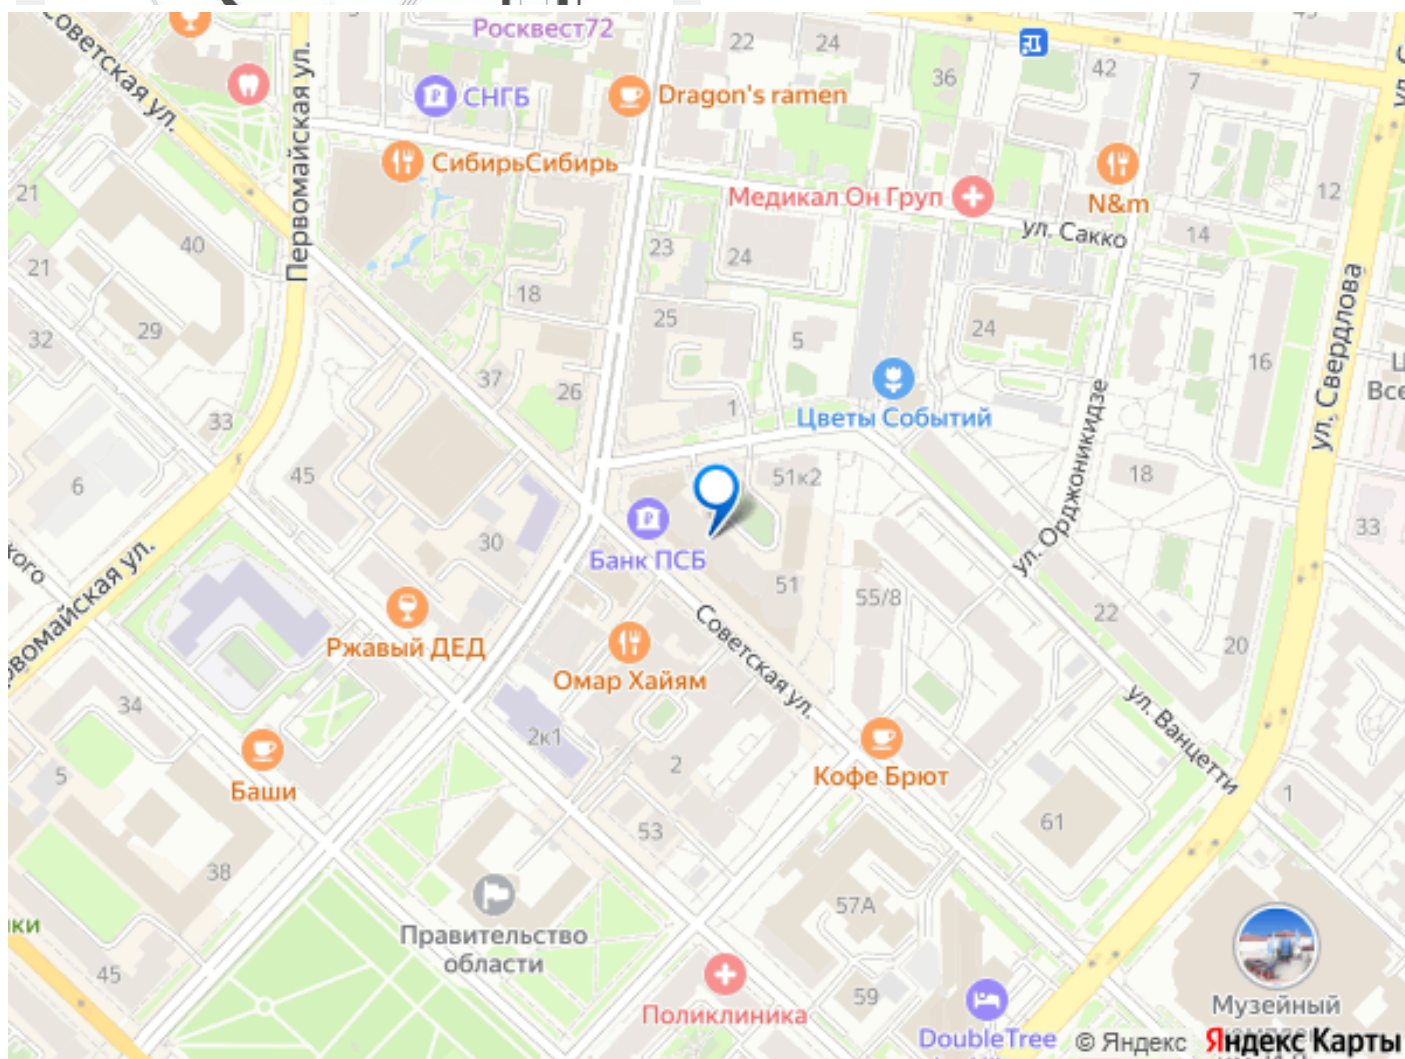 Росквест72
22
24
36
42
7
Советская ул.
Первомайская ул.
СНГБ
Dragon's ramen
СибирьСибирь
Медикал Он Груп
N&m
12
ул. Сакко
14
21
40
23
24
18
25
5
24
16
ул. Свердлова
21
29
32
37
26
1
Цветы Событий
33
45
6
51к2
18
ул. Орджоникидзе
33
Банк ПСБ
30
51
55/8
22
20
Первомайская ул.
Ржавый ДЕД
Омар Хайям
Советская ул.
ул. Ванцетти
34
2к1
2
Баши
5
Кофе Брют
1
61
53
38
57А
Правительство
области
45
Поликлиника
59
DoubleTree
Музейный
© Яндекс
Яндекс Карты